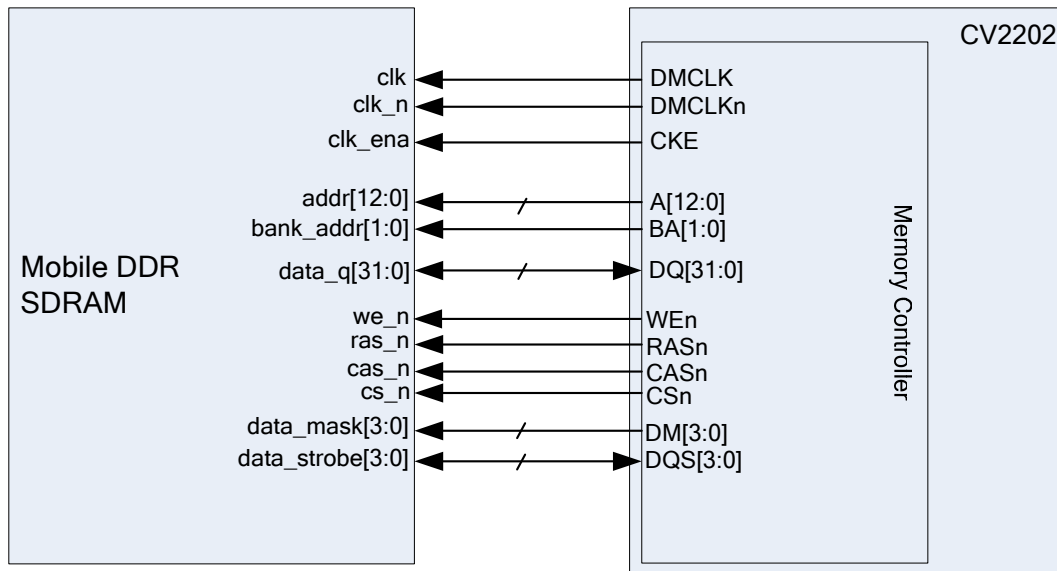 CV2202
clk DMCLK
clk_n DMCLKn
clk_ena CKE
addr[12:0] A[12:0]
bank_addr[1:0] BA[1:0]
Mobile DDR
SDRAM
data_q[31:0] DQ[31:0]
we_n WEn
ras_n RASn
cas_n CASn
cs_n CSn
data_mask[3:0] DM[3:0]
data_strobe[3:0] DQS[3:0]
Memory Controller